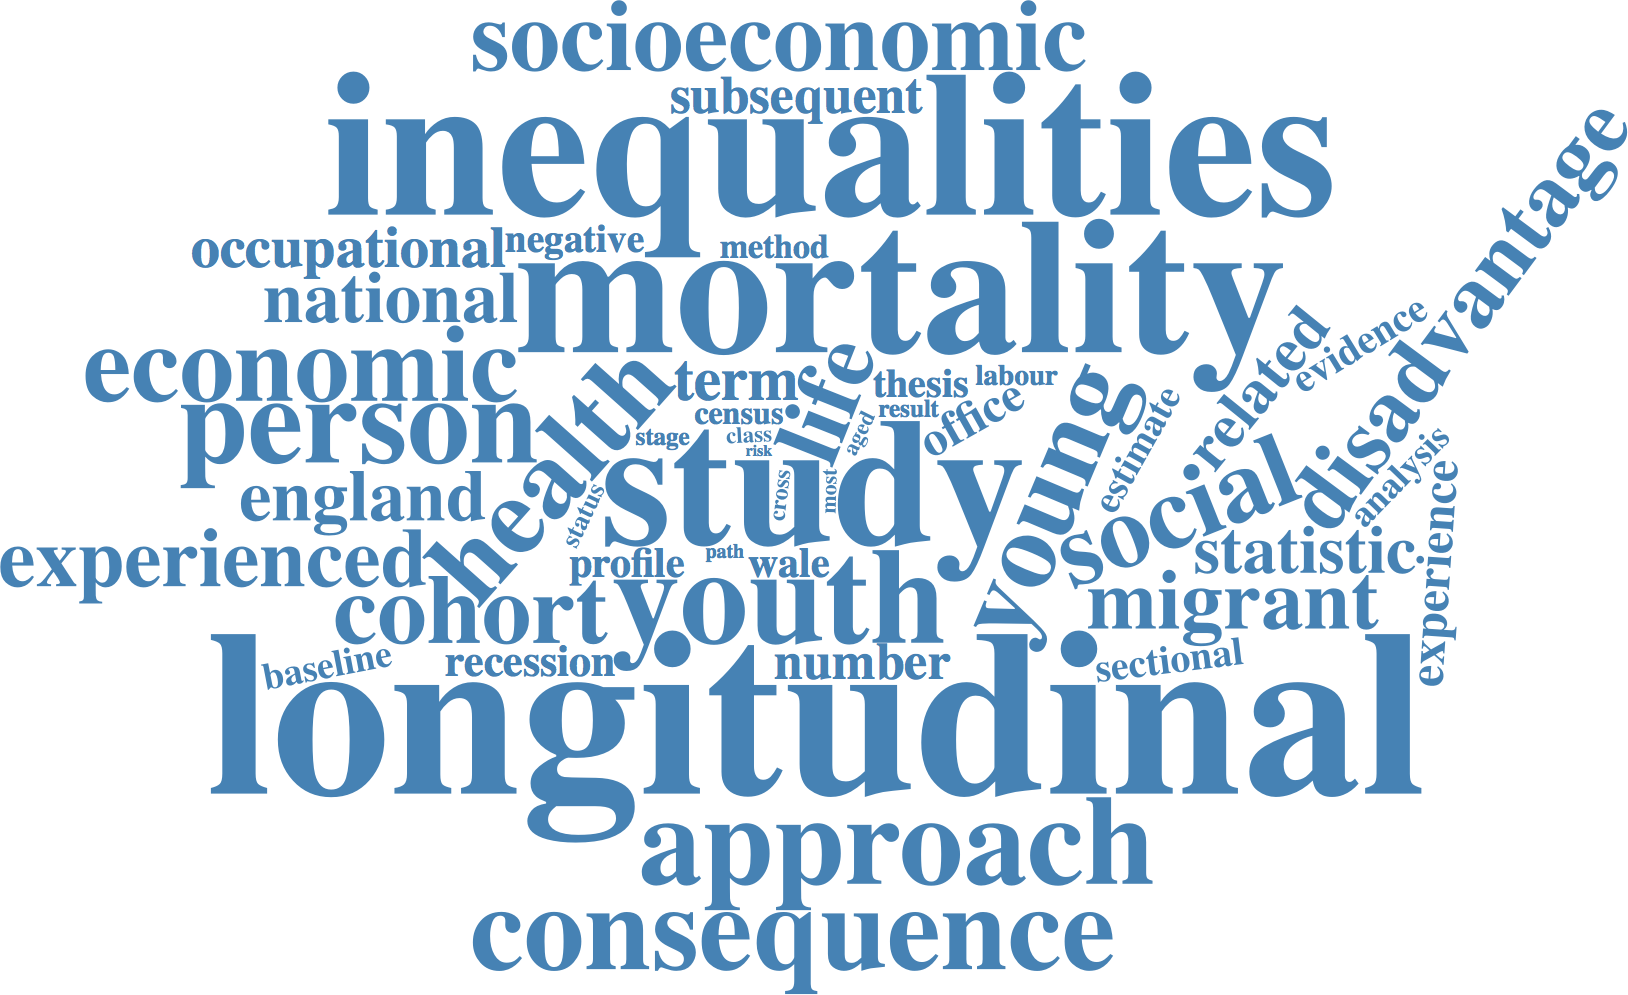 socioeconomic
subsequent
inequalities
disadvantage
occupational
negative
method
national
mortality
related
evidence
economic
health
term
life
thesis
labour
person
census
result
office
young
estimate
stage
class
risk
aged
study
social
analysis
england
status
cross
most
experience
experienced
profile
path
wale
statistic
cohort
youth
migrant
baseline
recession
number
sectional
longitudinal
approach
consequence